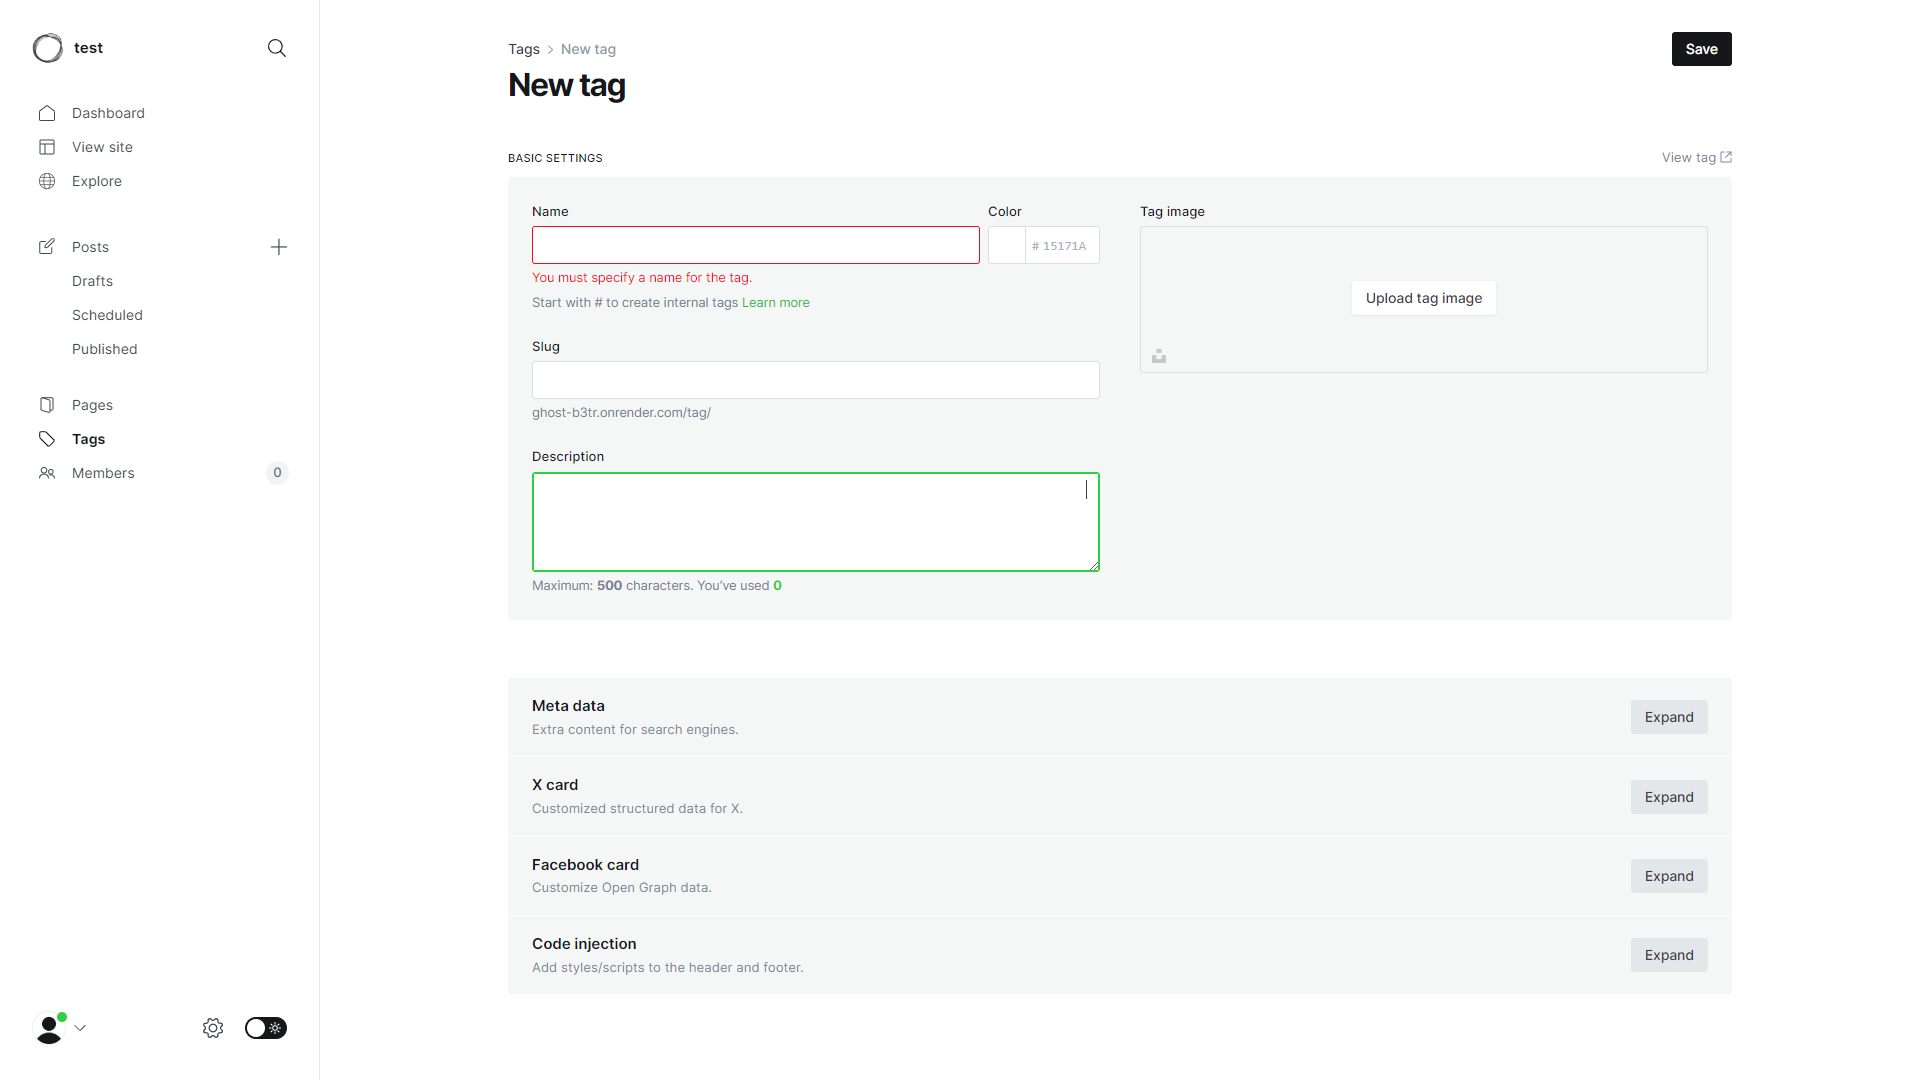 test
Dashboard
View site
Explore
Posts
Drafts
Scheduled
Published
Pages
Tags
Members 0
Tags > New tag
New tag
Save
BASIC SETTINGS
View tag
Name
Color
# 15171A
You must specify a name for the tag.
Start with # to create internal tags Learn more
Slug
ghost-b3tr.onrender.com/tag/
Description
Maximum: 500 characters. You’ve used 0
Tag image
Upload tag image
Meta data
Extra content for search engines.
Expand
X card
Customized structured data for X.
Expand
Facebook card
Customize Open Graph data.
Expand
Code injection
Add styles/scripts to the header and footer.
Expand